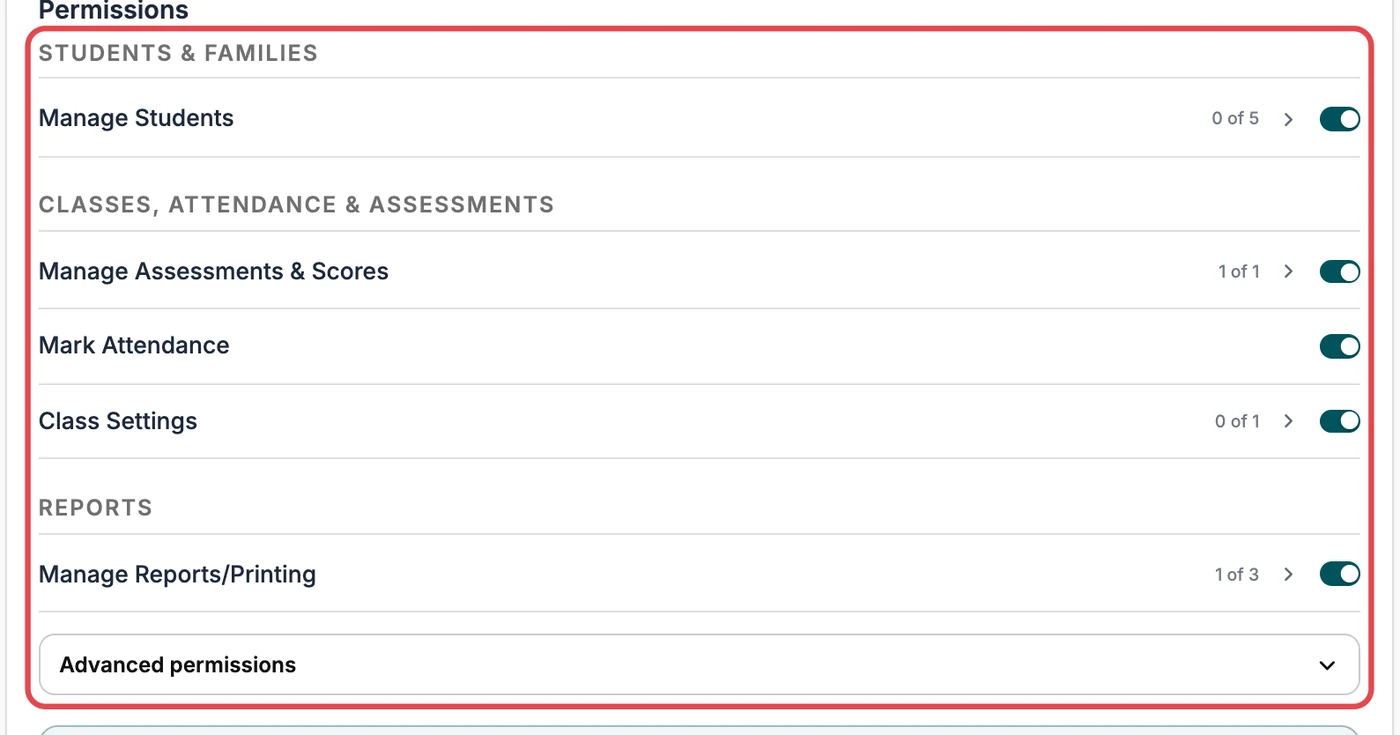 Permissions
STUDENTS & FAMILIES
Manage Students 0 of 5
CLASSES, ATTENDANCE & ASSESSMENTS
Manage Assessments & Scores 1 of 1
Mark Attendance
Class Settings 0 of 1
REPORTS
Manage Reports/Printing 1 of 3
Advanced permissions